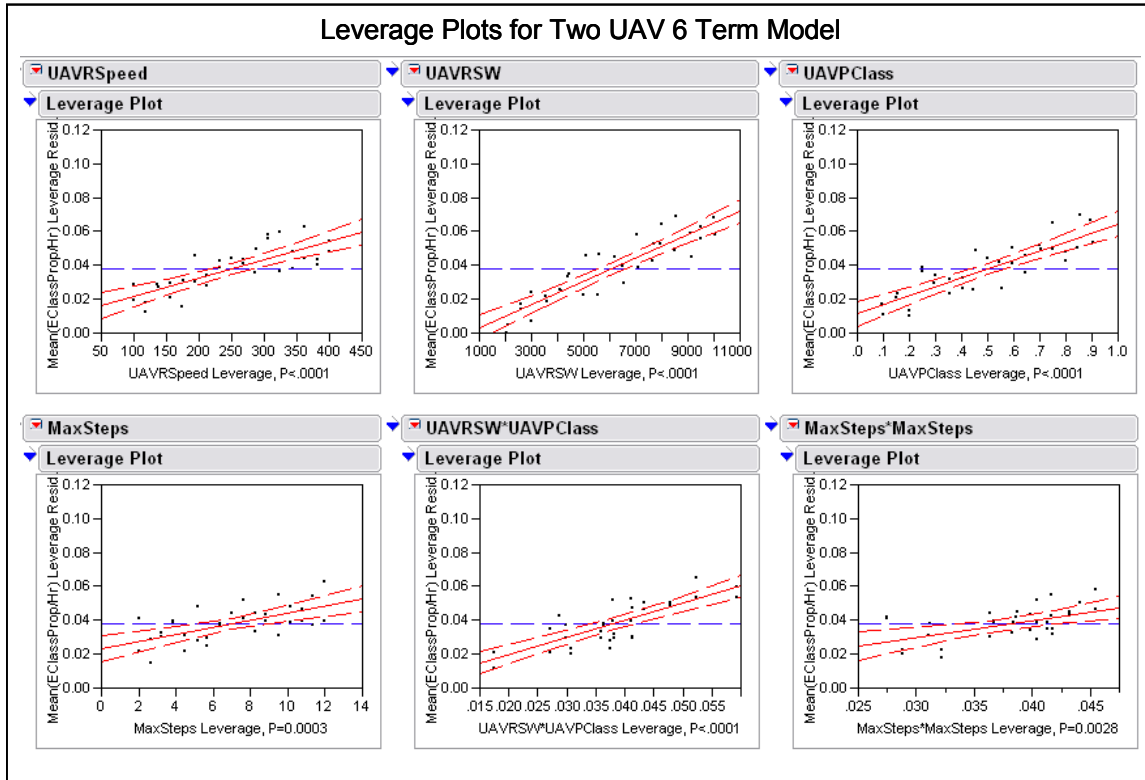 Leverage Plots for Two UAV 6 Term Model
UAVRSpeed
Leverage Plot
Mean(EClassProp/Hr) Leverage Resid
0.12
0.10
0.08
0.06
0.04
0.02
0.00
50 100 150 200 250 300 350 400 450
UAVRSpeed Leverage, P<.0001
UAVRSW
Leverage Plot
Mean(EClassProp/Hr) Leverage Resid
0.12
0.10
0.08
0.06
0.04
0.02
0.00
1000 3000 5000 7000 9000 11000
UAVRSW Leverage, P<.0001
UAVPClass
Leverage Plot
Mean(EClassProp/Hr) Leverage Resid
0.12
0.10
0.08
0.06
0.04
0.02
0.00
.0 .1 .2 .3 .4 .5 .6 .7 .8 .9 1.0
UAVPClass Leverage, P<.0001
MaxSteps
Leverage Plot
Mean(EClassProp/Hr) Leverage Resid
0.12
0.10
0.08
0.06
0.04
0.02
0.00
0 2 4 6 8 10 12 14
MaxSteps Leverage, P=0.0003
UAVRSW*UAVPClass
Leverage Plot
Mean(EClassProp/Hr) Leverage Resid
0.12
0.10
0.08
0.06
0.04
0.02
0.00
.015 .020 .025 .030 .035 .040 .045 .050 .055
UAVRSW*UAVPClass Leverage, P<.0001
MaxSteps*MaxSteps
Leverage Plot
Mean(EClassProp/Hr) Leverage Resid
0.12
0.10
0.08
0.06
0.04
0.02
0.00
.025 .030 .035 .040 .045
MaxSteps*MaxSteps Leverage, P=0.0028